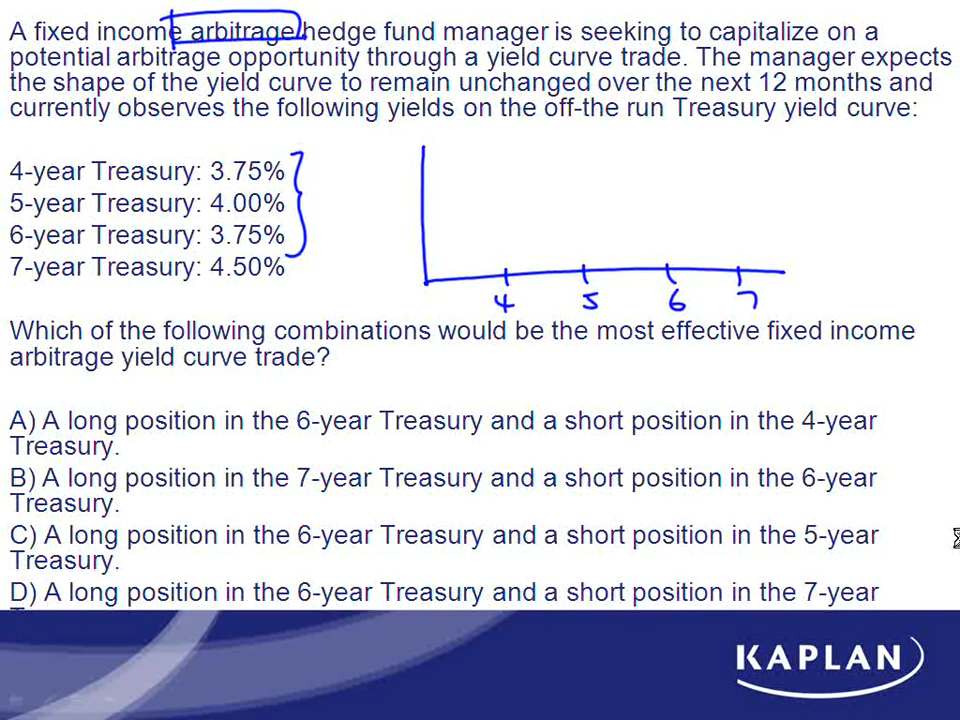 A fixed income arbitrage hedge fund manager is seeking to capitalize on a
potential arbitrage opportunity through a yield curve trade. The manager expects
the shape of the yield curve to remain unchanged over the next 12 months and
currently observes the following yields on the off-the run Treasury yield curve:
4-year Treasury: 3.75%
5-year Treasury: 4.00%
6-year Treasury: 3.75%
7-year Treasury: 4.50%
4 5 6 7
Which of the following combinations would be the most effective fixed income
arbitrage yield curve trade?
A) A long position in the 6-year Treasury and a short position in the 4-year
Treasury.
B) A long position in the 7-year Treasury and a short position in the 6-year
Treasury.
C) A long position in the 6-year Treasury and a short position in the 5-year
Treasury.
D) A long position in the 6-year Treasury and a short position in the 7-year
KAPLAN